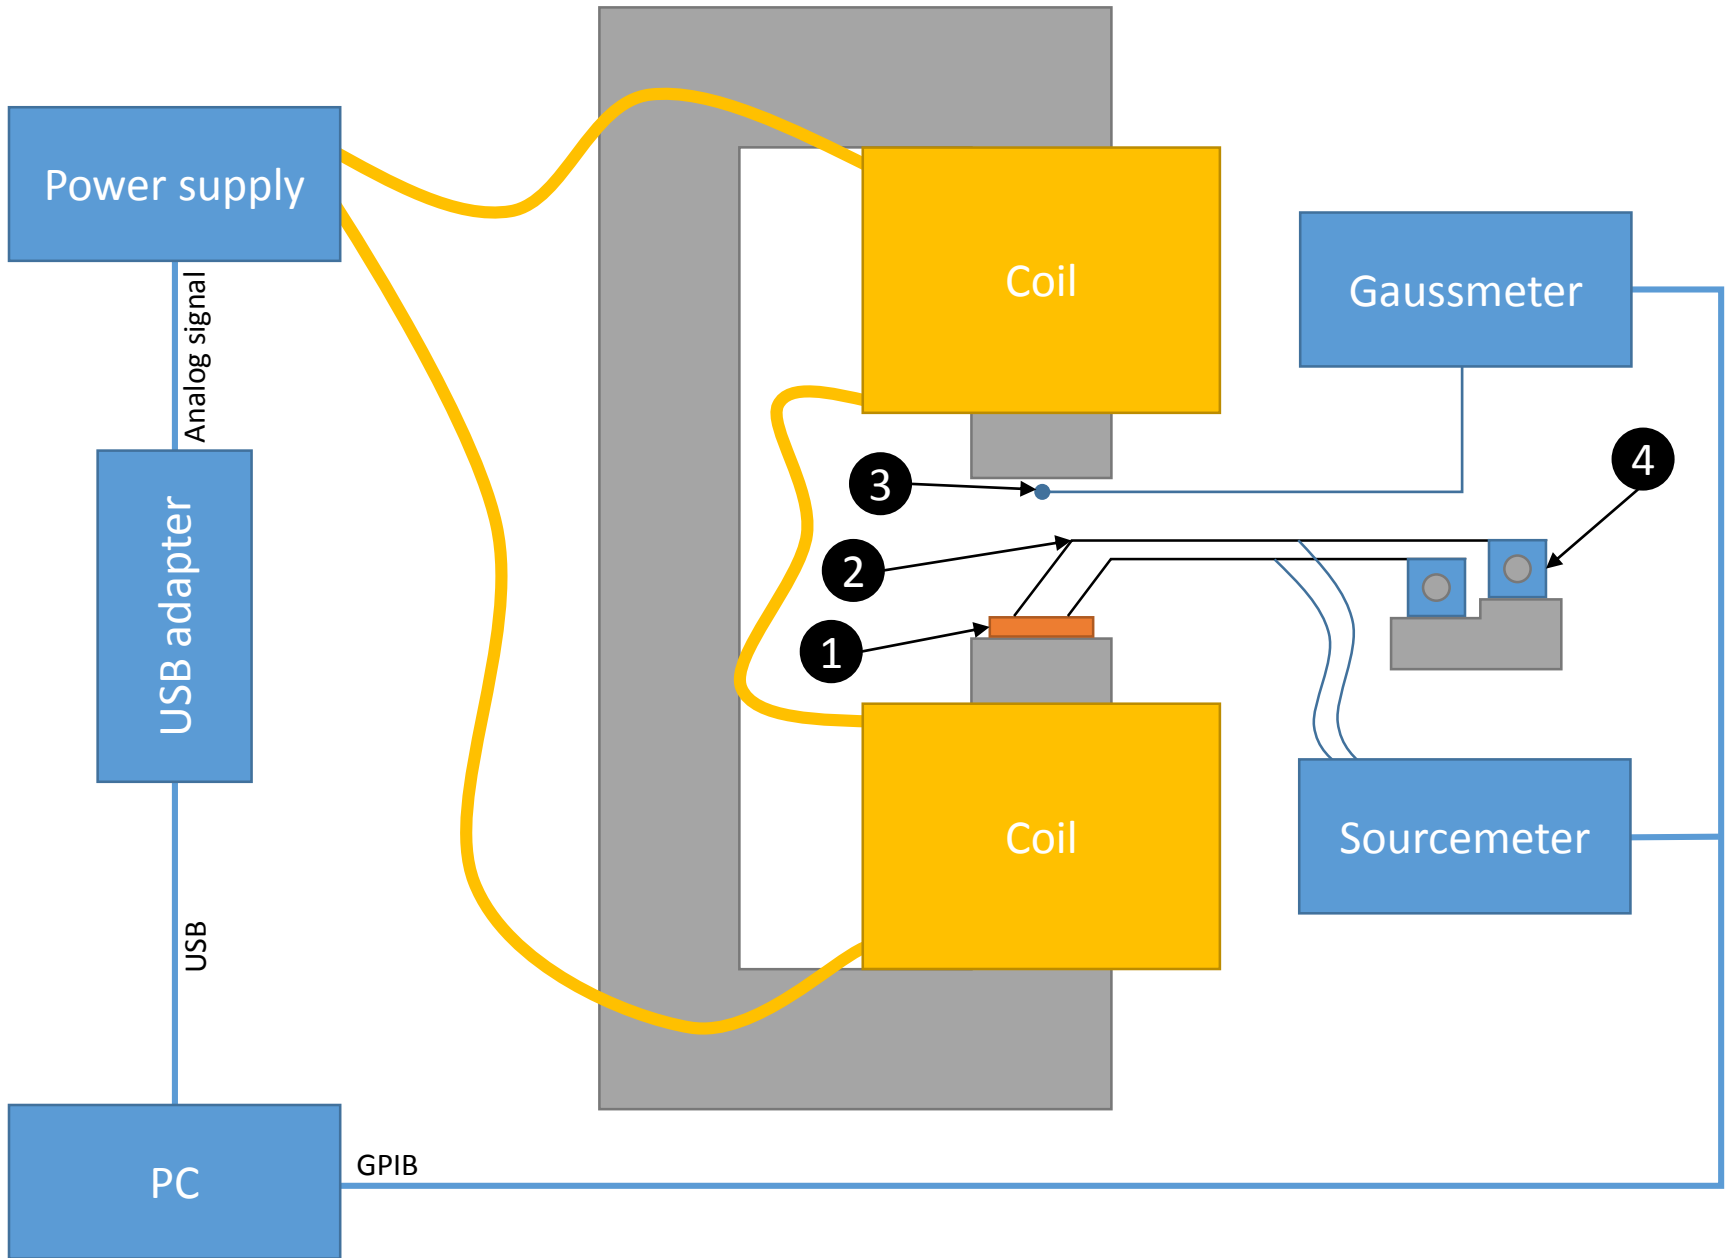 Power supply
Coil
Gaussmeter
Analog signal
3
4
USB adapter
2
1
Coil
Sourcemeter
USB
PC
GPIB